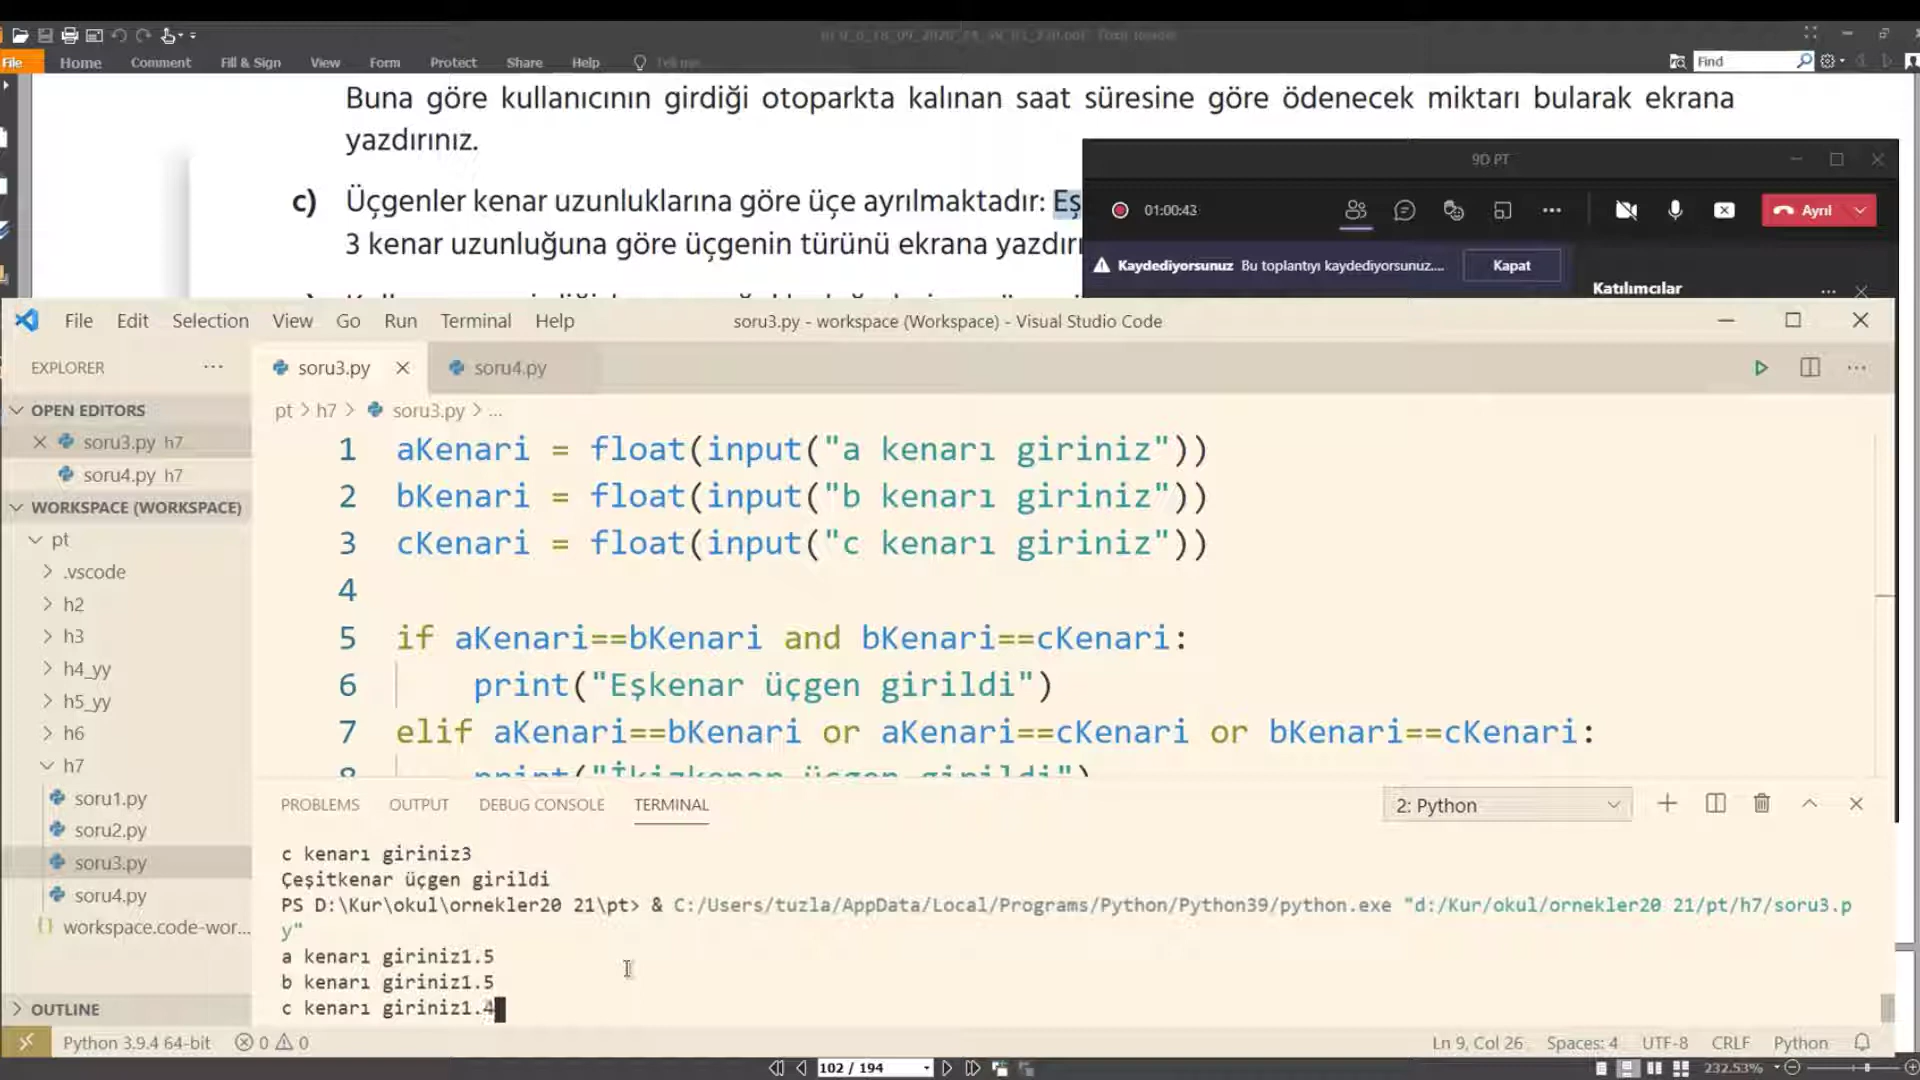 File Home Comment Fill & Sign View Form Protect Share Help
Find
Buna göre kullanıcının girdiği otoparkta kalınan saat süresine göre ödenecek miktarı bularak ekrana
yazdırınız.
c) Üçgenler kenar uzunluklarına göre üçe ayrılmaktadır: Eş
3 kenar uzunluğuna göre üçgenin türünü ekrana yazdırı
9D PT
01:00:43
Ayrıl
Kaydediyorsunuz Bu toplantıyı kaydediyorsunuz....
Kapat
Katılımcılar
File Edit Selection View Go Run Terminal Help
soru3.py - workspace (Workspace) - Visual Studio Code
EXPLORER
soru3.py
soru4.py
OPEN EDITORS
soru3.py h7
soru4.py h7
WORKSPACE (WORKSPACE)
pt
.vscode
h2
h3
h4_yy
h5_yy
h6
h7
soru1.py
soru2.py
soru3.py
soru4.py
workspace.code-wor...
OUTLINE
pt > h7 > soru3.py > ...
1 aKenari = float(input("a kenarı giriniz"))
2 bKenari = float(input("b kenarı giriniz"))
3 cKenari = float(input("c kenarı giriniz"))
4
5 if aKenari==bKenari and bKenari==cKenari:
6 print("Eşkenar üçgen girildi")
7 elif aKenari==bKenari or aKenari==cKenari or bKenari==cKenari:
8 print("İkizkenar üçgen girildi")
PROBLEMS OUTPUT DEBUG CONSOLE TERMINAL
2: Python
c kenarı giriniz3
Çeşitkenar üçgen girildi
PS D:\Kur\okul\ornekler20 21\pt> & C:/Users/tuzla/AppData/Local/Programs/Python/Python39/python.exe "d:/Kur/okul/ornekler20 21/pt/h7/soru3.p
y"
a kenarı giriniz1.5
b kenarı giriniz1.5
c kenarı giriniz1.4
Python 3.9.4 64-bit
0 0
Ln 9, Col 26 Spaces: 4 UTF-8 CRLF Python
102 / 194
232.53%